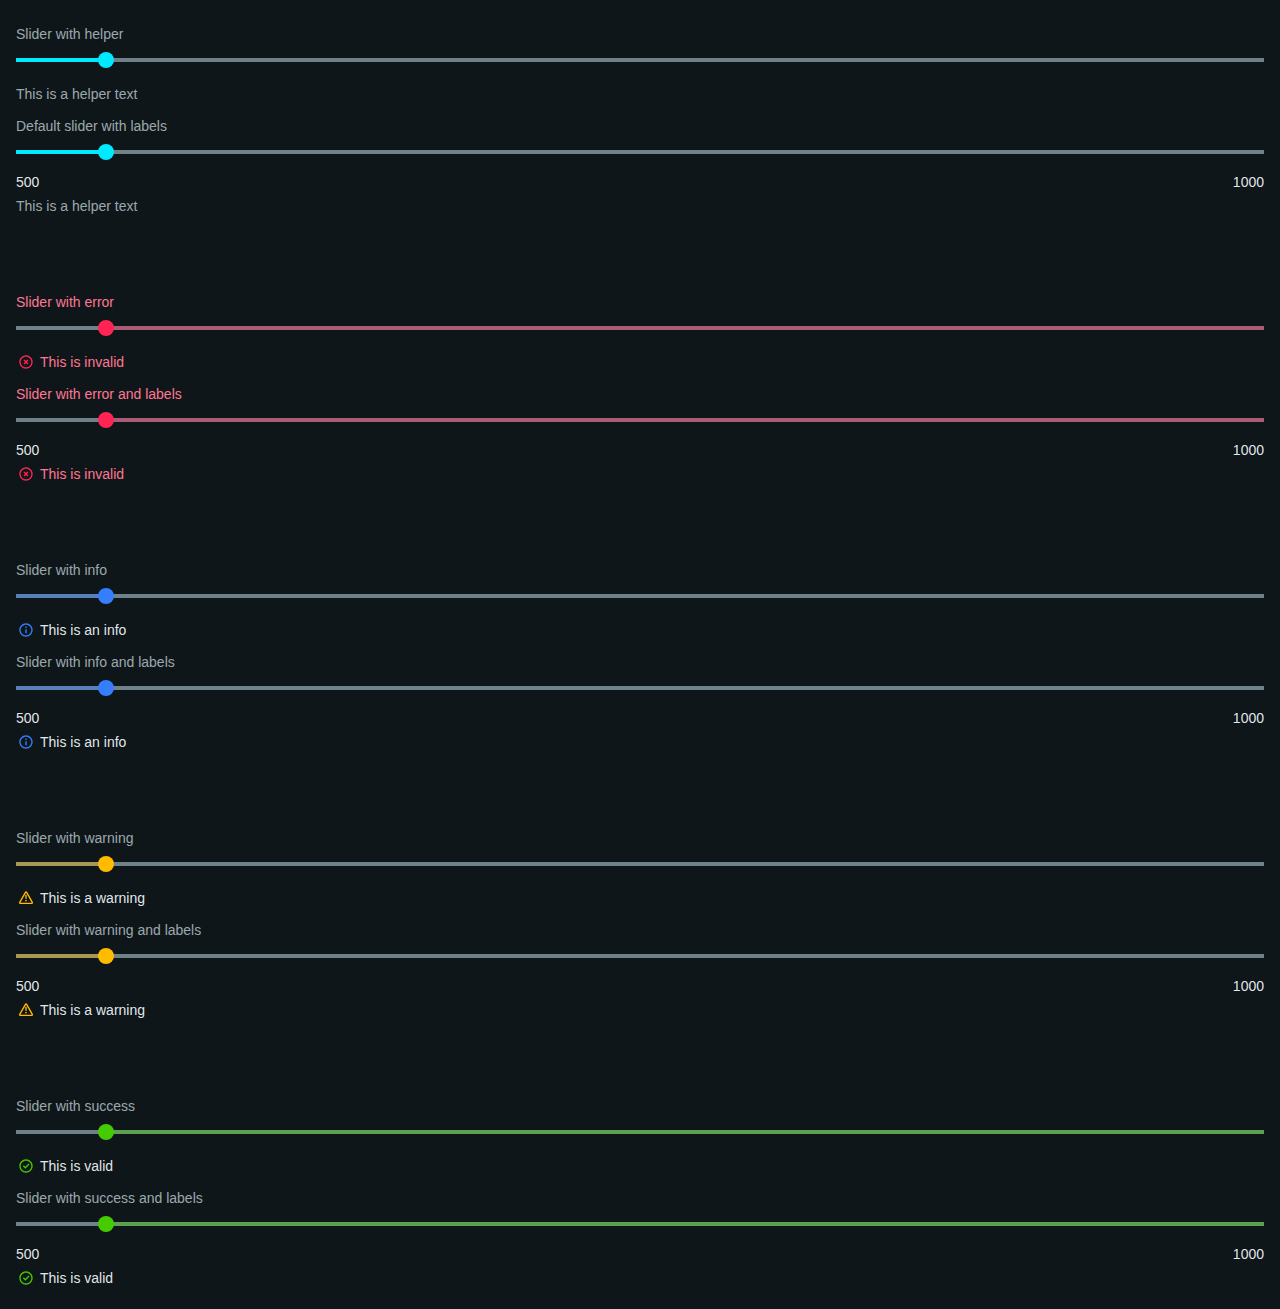 Slider with helper
This is a helper text
Default slider with labels
500 1000
This is a helper text
Slider with error
This is invalid
Slider with error and labels
500 1000
This is invalid
Slider with info
This is an info
Slider with info and labels
500 1000
This is an info
Slider with warning
This is a warning
Slider with warning and labels
500 1000
This is a warning
Slider with success
This is valid
Slider with success and labels
500 1000
This is valid